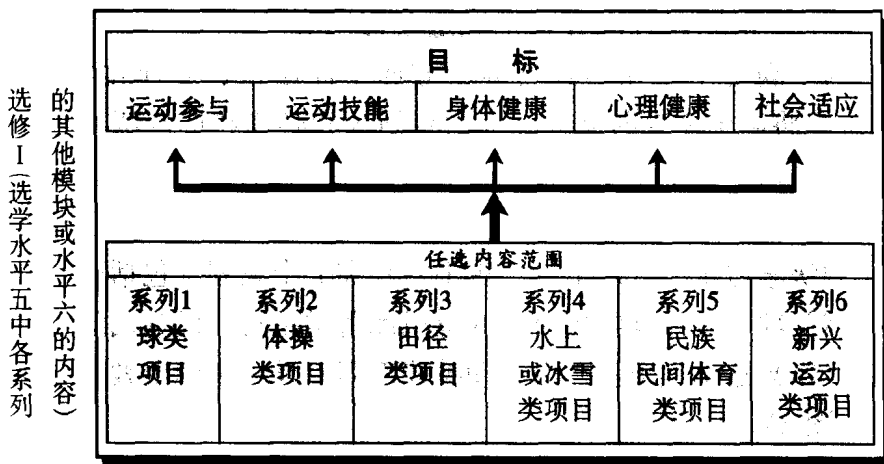 选修Ⅰ（选学水平五中各系列
的其他模块或水平六的内容）
目 标
运动参与 运动技能 身体健康 心理健康 社会适应
任选内容范围
系列1 系列2 系列3 系列4 系列5 系列6
球类 体操 田径 水上 民族 新兴
项目 类项目 类项目 或冰雪 民间体育 运动
类项目 类项目 类项目